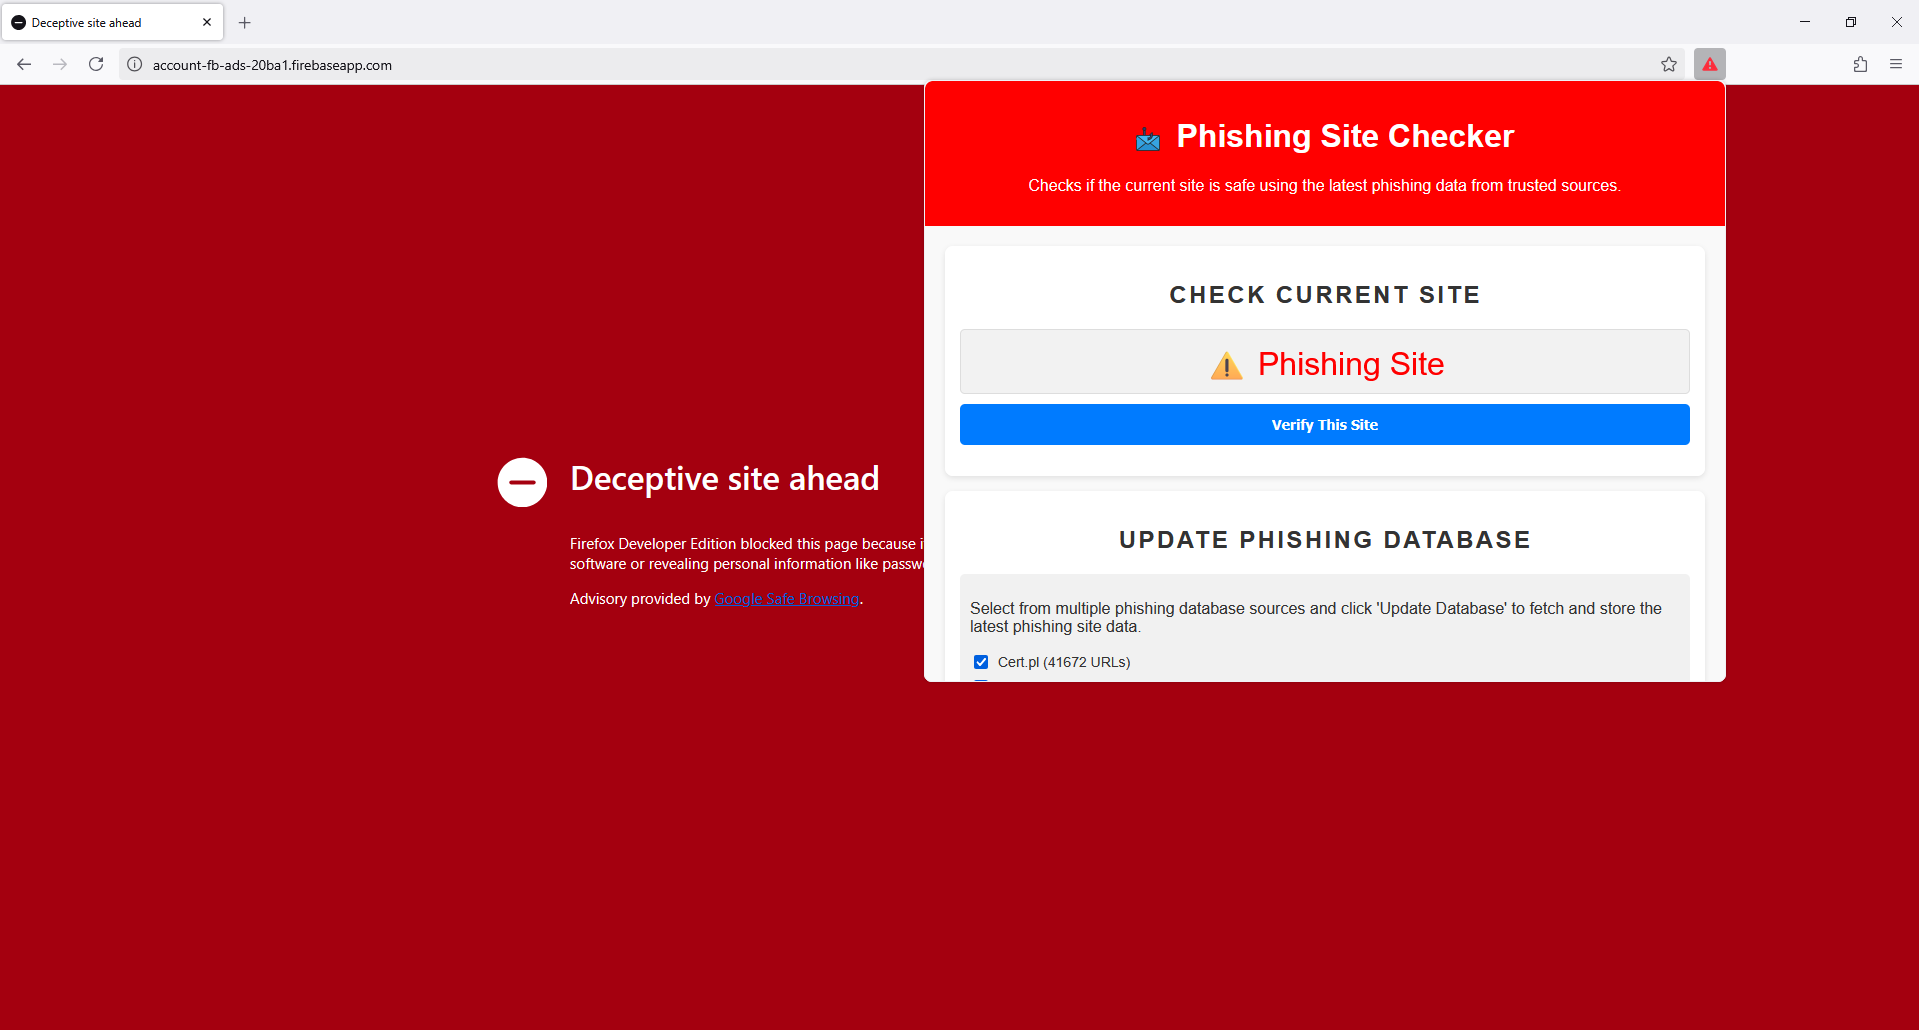 Deceptive site ahead
account-fb-ads-20ba1.firebaseapp.com
Phishing Site Checker
Checks if the current site is safe using the latest phishing data from trusted sources.
CHECK CURRENT SITE
Phishing Site
Verify This Site
UPDATE PHISHING DATABASE
Select from multiple phishing database sources and click 'Update Database' to fetch and store the
latest phishing site data.
Cert.pl (41672 URLs)
Deceptive site ahead
Firefox Developer Edition blocked this page because
software or revealing personal information like
Advisory provided by Google Safe Browsing.